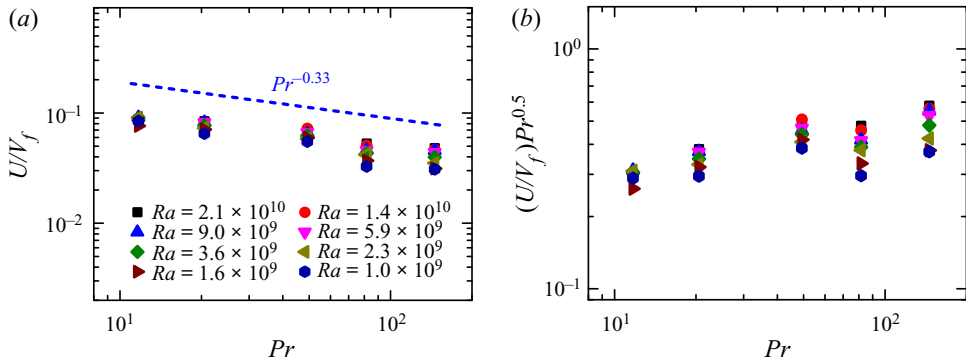 (a)
U/V_f
10^{-1}
10^{-2}
Pr^{-0.33}
Ra = 2.1 × 10^{10}
Ra = 1.4 × 10^{10}
Ra = 9.0 × 10^9
Ra = 5.9 × 10^9
Ra = 3.6 × 10^9
Ra = 2.3 × 10^9
Ra = 1.6 × 10^9
Ra = 1.0 × 10^9
10^1
10^2
Pr
(b)
(U/V_f)Pr^{0.5}
10^0
10^{-1}
10^1
10^2
Pr